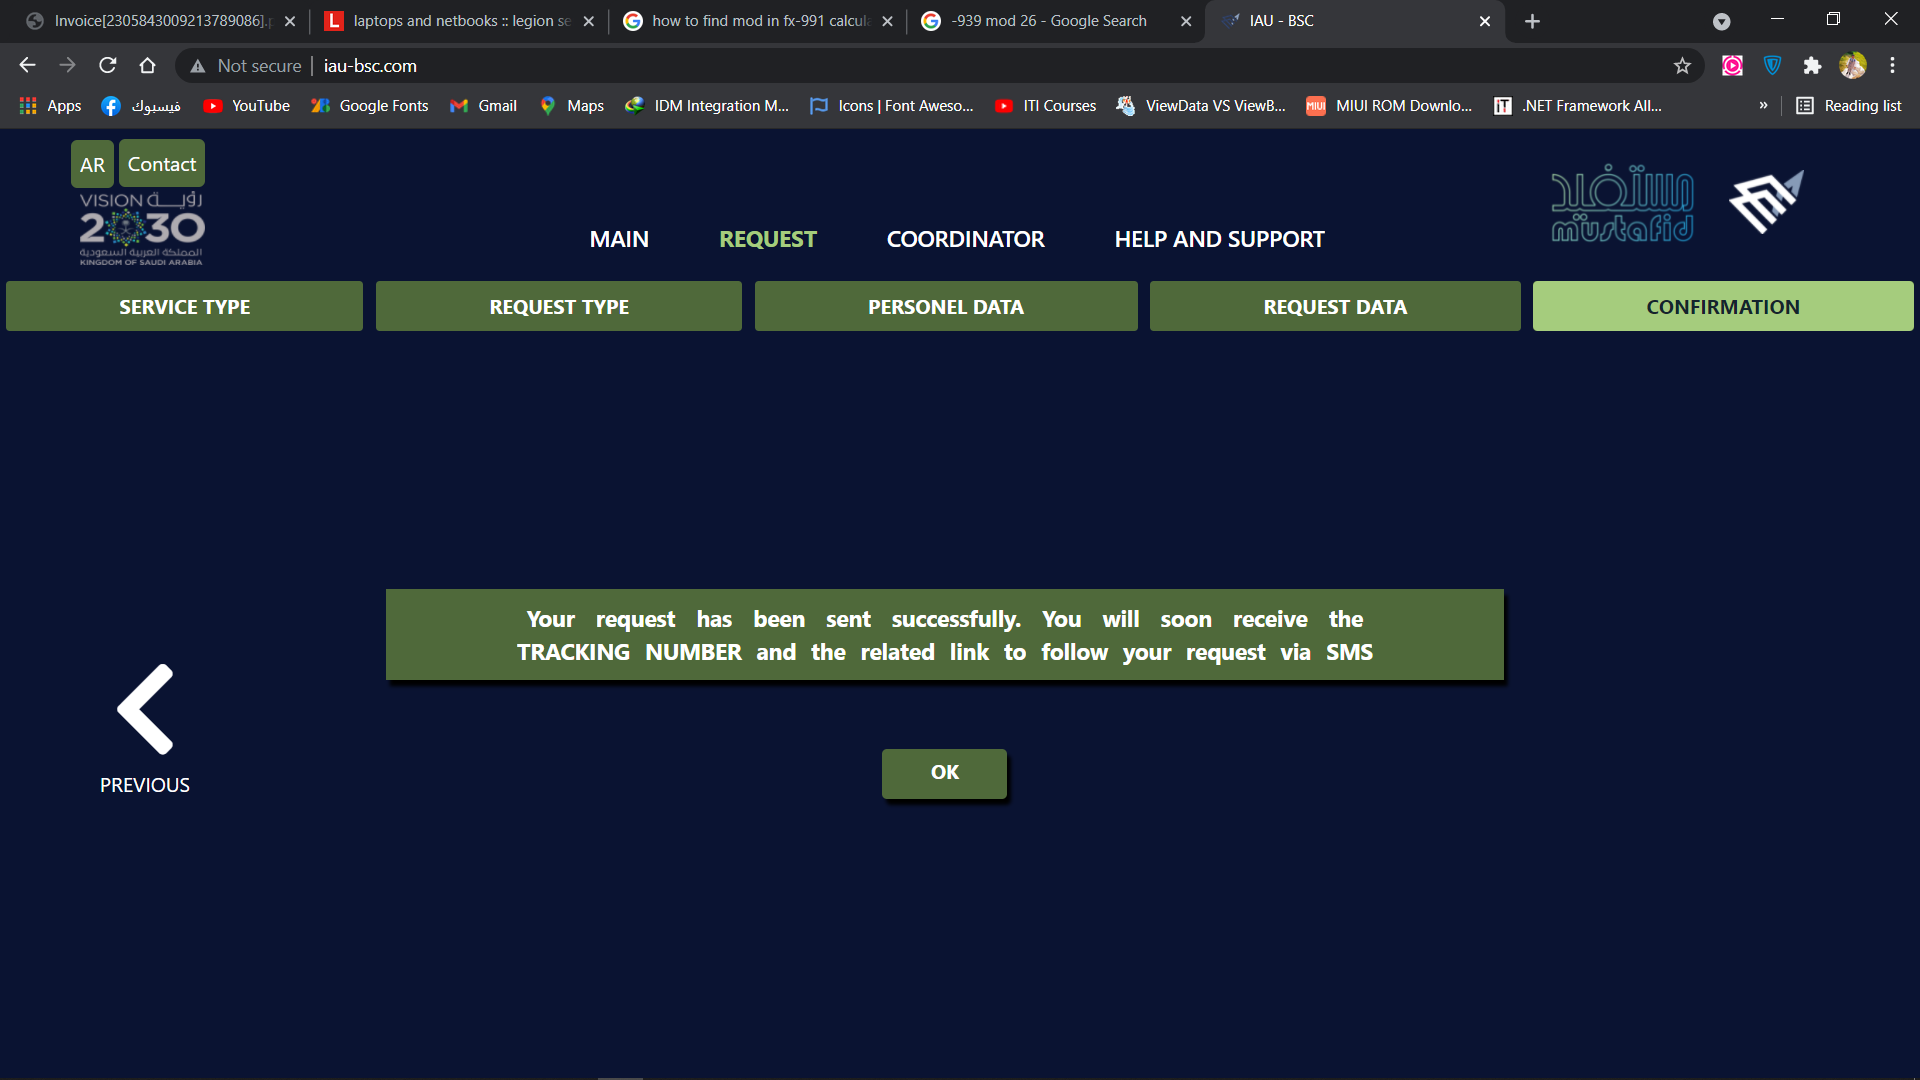 Invoice[2305843009213789086].p
laptops and netbooks :: legion se
how to find mod in fx-991 calcula
-939 mod 26 - Google Search
IAU - BSC
Not secure
iau-bsc.com
Apps
فيسبوك
YouTube
Google Fonts
Gmail
Maps
IDM Integration M...
Icons | Font Aweso...
ITI Courses
ViewData VS ViewB...
MIUI ROM Downlo...
.NET Framework All...
»
Reading list
AR
Contact
VISION رؤيــة
2030
المملكة العربية السعودية
KINGDOM OF SAUDI ARABIA
MAIN
REQUEST
COORDINATOR
HELP AND SUPPORT
مستفيد
müstafid
SERVICE TYPE
REQUEST TYPE
PERSONEL DATA
REQUEST DATA
CONFIRMATION
Your request has been sent successfully. You will soon receive the
TRACKING NUMBER and the related link to follow your request via SMS
PREVIOUS
OK